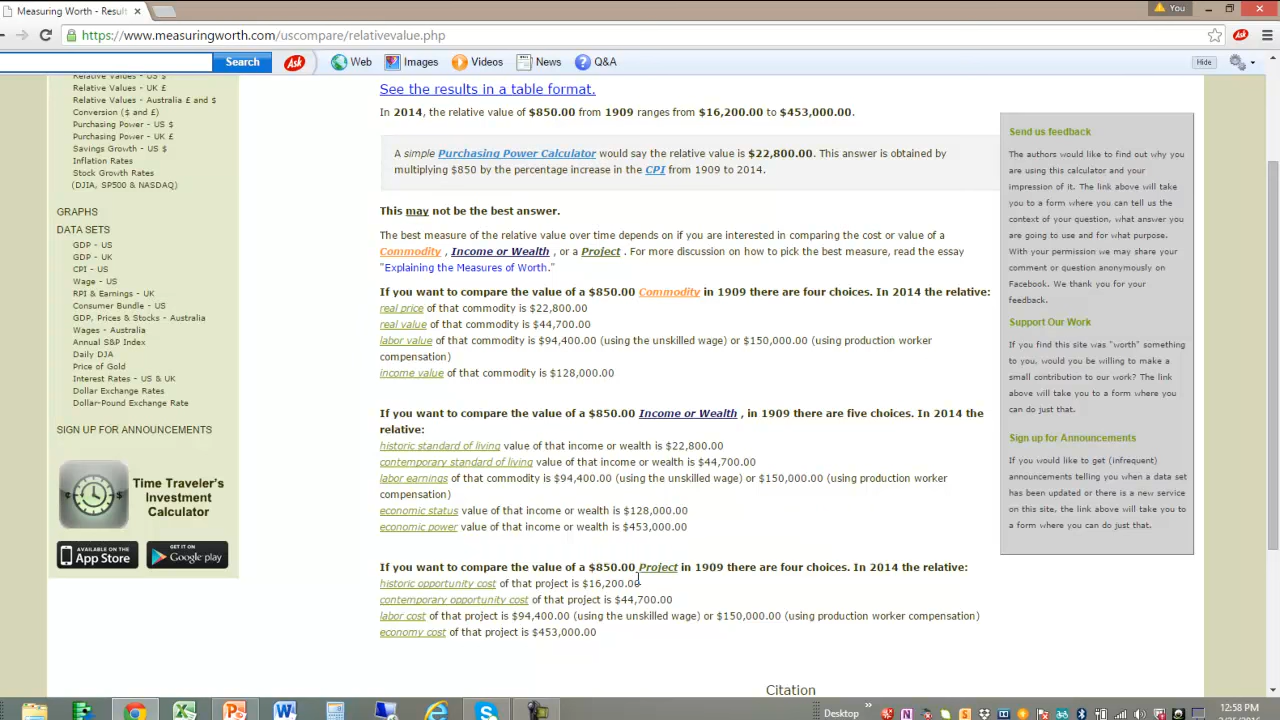 Measuring Worth - Result
You
https://www.measuringworth.com/uscompare/relativevalue.php
Search
Ask
Web
Images
Videos
News
Q&A
Hide
Relative Values - US $
Relative Values - UK £
Relative Values - Australia £ and $
Conversion ($ and £)
Purchasing Power - US $
Purchasing Power - UK £
Savings Growth - US $
Inflation Rates
Stock Growth Rates
(DJIA, SP500 & NASDAQ)
GRAPHS
DATA SETS
GDP - US
GDP - UK
CPI - US
Wage - US
RPI & Earnings - UK
Consumer Bundle - US
GDP, Prices & Stocks - Australia
Wages - Australia
Annual S&P Index
Daily DJA
Price of Gold
Interest Rates - US & UK
Dollar Exchange Rates
Dollar-Pound Exchange Rate
SIGN UP FOR ANNOUNCEMENTS
Time Traveler's
Investment
Calculator
AVAILABLE ON THE
App Store
GET IT ON
Google play
See the results in a table format.
In 2014, the relative value of $850.00 from 1909 ranges from $16,200.00 to $453,000.00.
A simple Purchasing Power Calculator would say the relative value is $22,800.00. This answer is obtained by
multiplying $850 by the percentage increase in the CPI from 1909 to 2014.
This may not be the best answer.
The best measure of the relative value over time depends on if you are interested in comparing the cost or value of a
Commodity , Income or Wealth , or a Project . For more discussion on how to pick the best measure, read the essay
"Explaining the Measures of Worth."
If you want to compare the value of a $850.00 Commodity in 1909 there are four choices. In 2014 the relative:
real price of that commodity is $22,800.00
real value of that commodity is $44,700.00
labor value of that commodity is $94,400.00 (using the unskilled wage) or $150,000.00 (using production worker
compensation)
income value of that commodity is $128,000.00
If you want to compare the value of a $850.00 Income or Wealth , in 1909 there are five choices. In 2014 the
relative:
historic standard of living value of that income or wealth is $22,800.00
contemporary standard of living value of that income or wealth is $44,700.00
labor earnings of that commodity is $94,400.00 (using the unskilled wage) or $150,000.00 (using production worker
compensation)
economic status value of that income or wealth is $128,000.00
economic power value of that income or wealth is $453,000.00
If you want to compare the value of a $850.00 Project in 1909 there are four choices. In 2014 the relative:
historic opportunity cost of that project is $16,200.00
contemporary opportunity cost of that project is $44,700.00
labor cost of that project is $94,400.00 (using the unskilled wage) or $150,000.00 (using production worker compensation)
economy cost of that project is $453,000.00
Citation
Send us feedback
The authors would like to find out why you
are using this calculator and your
impression of it. The link above will take
you to a form where you can tell us the
context of your question, what answer you
are going to use and for what purpose.
With your permission we may share your
comment or question anonymously on
Facebook. We thank you for your
feedback.
Support Our Work
If you find this site was "worth" something
to you, would you be willing to make a
small contribution to our work? The link
above will take you to a form where you
can do just that.
Sign up for Announcements
If you would like to get (infrequent)
announcements telling you when a data set
has been updated or there is a new service
on this site, the link above will take you to
a form where you can do just that.
Desktop
12:58 PM